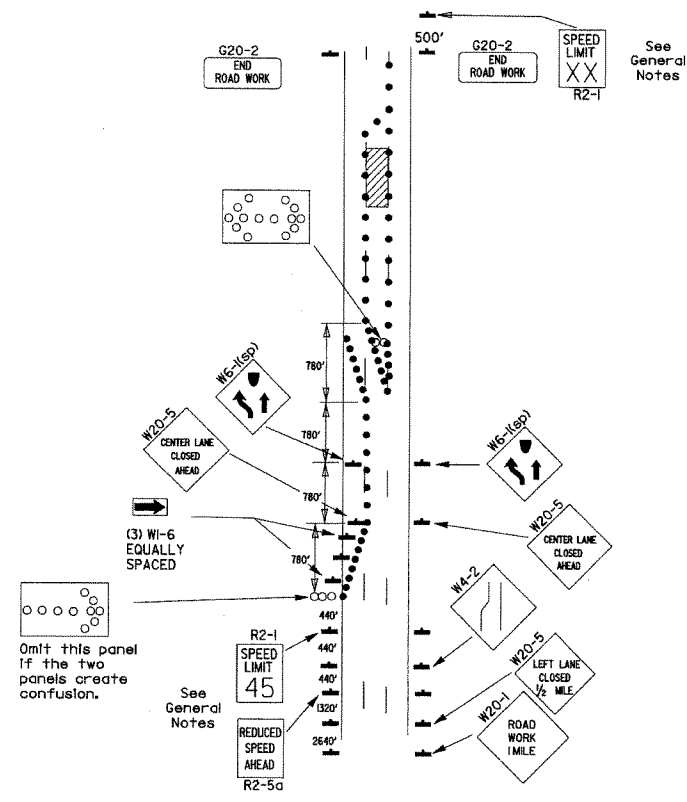 G20-2
END
ROAD WORK
500'
G20-2
END
ROAD WORK
SPEED
LIMIT
XX
R2-1
See
General
Notes
780'
W6-1(sp)
780'
W6-1(sp)
W20-5
CENTER LANE
CLOSED
AHEAD
780'
W20-5
CENTER LANE
CLOSED
AHEAD
(3) W1-6
EQUALLY
SPACED
780'
Omit this panel
if the two
panels create
confusion.
440'
R2-1
SPEED
LIMIT
45
440'
W4-2
440'
See
General
Notes
1320'
W20-5
LEFT LANE
CLOSED
1/2 MILE
REDUCED
SPEED
AHEAD
R2-5a
2640'
W20-1
ROAD
WORK
1 MILE